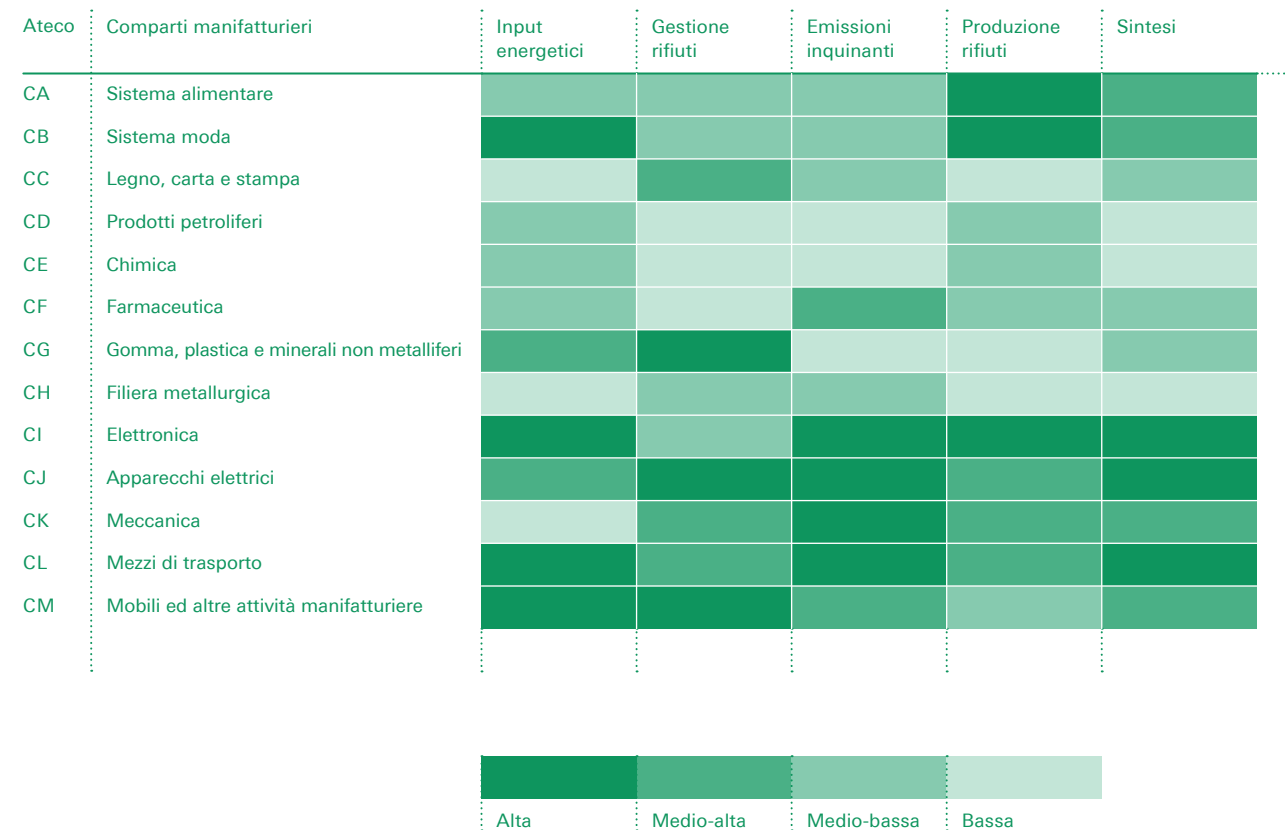 Ateco Comparti manifatturieri Input energetici Gestione rifiuti Emissioni inquinanti Produzione rifiuti Sintesi
CA Sistema alimentare
CB Sistema moda
CC Legno, carta e stampa
CD Prodotti petroliferi
CE Chimica
CF Farmaceutica
CG Gomma, plastica e minerali non metalliferi
CH Filiera metallurgica
CI Elettronica
CJ Apparecchi elettrici
CK Meccanica
CL Mezzi di trasporto
CM Mobili ed altre attività manifatturiere
Alta Medio-alta Medio-bassa Bassa